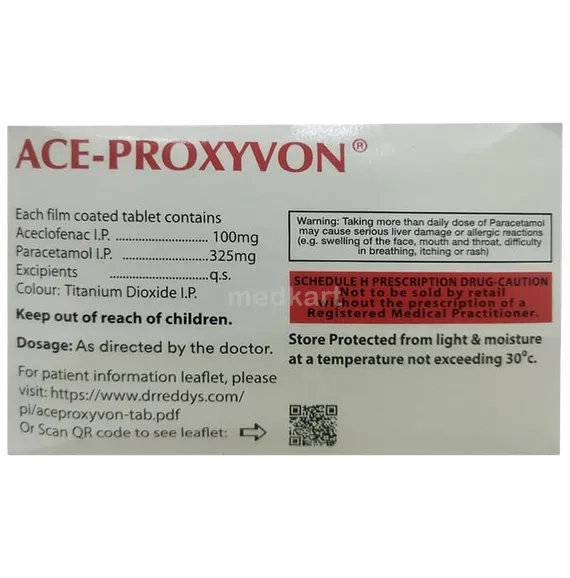 ACE-PROXYVON®
Each film coated tablet contains
Aceclofenac I.P. ..................... 100mg
Paracetamol I.P. .....................325mg
Excipients .....................q.s.
Colour: Titanium Dioxide I.P.
Keep out of reach of children.
Dosage: As directed by the doctor.
For patient information leaflet, please
visit: https://www.drreddys.com/
pi/aceproxyvon-tab.pdf
Or Scan QR code to see leaflet:
Warning: Taking more than daily dose of Paracetamol
may cause serious liver damage or allergic reactions
(e.g. swelling of the face, mouth and throat, difficulty
in breathing, itching or rash)
SCHEDULE H PRESCRIPTION DRUG-CAUTION
Not to be sold by retail
without the prescription of a
Registered Medical Practitioner.
Store Protected from light & moisture
at a temperature not exceeding 30°c.
medkart